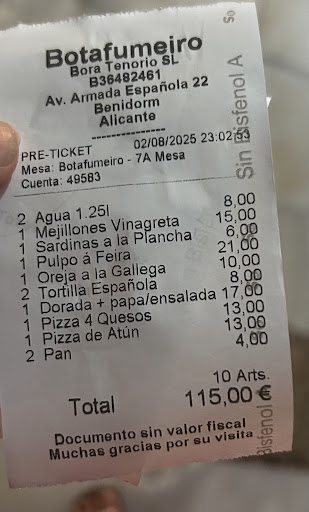 Botafumeiro
Bora Tenorio SL
B36482461
Av. Armada Española 22
Benidorm
Alicante
---------------
PRE-TICKET 02/08/2025 23:02:53
Mesa: Botafumeiro - 7A Mesa
Cuenta: 49583
2 Agua 1.25l 8,00
1 Mejillones Vinagreta 15,00
1 Sardinas a la Plancha 6,00
1 Pulpo á Feira 21,00
1 Oreja a la Gallega 10,00
2 Tortilla Española 8,00
1 Dorada + papa/ensalada 17,00
1 Pizza 4 Quesos 13,00
1 Pizza de Atún 13,00
2 Pan 4,00
10 Arts.
Total 115,00 €
Documento sin valor fiscal
Muchas gracias por su visita
Sin Bisfenol A
Bisfenol